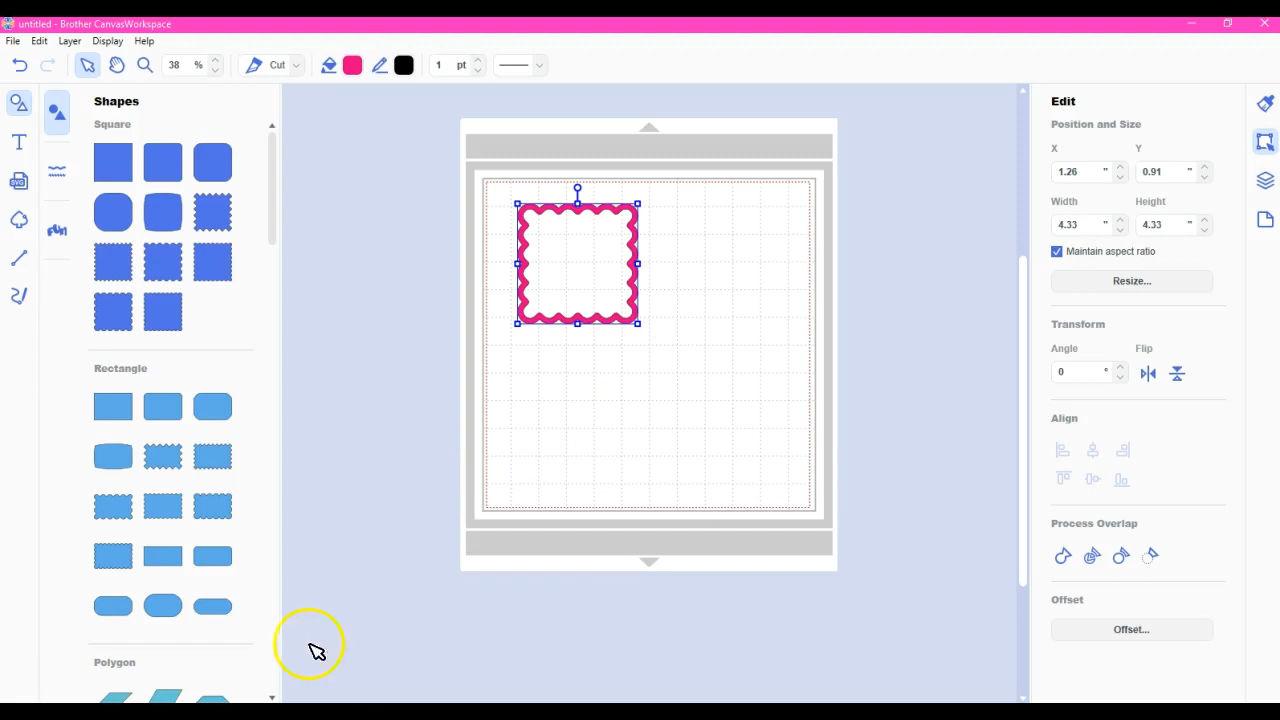 untitled - Brother CanvasWorkspace
File Edit Layer Display Help
38 % Cut 1 pt
Shapes
Square
Rectangle
Polygon
SVG
Edit
Position and Size
X Y
1.26 " 0.91 "
Width Height
4.33 " 4.33 "
Maintain aspect ratio
Resize...
Transform
Angle Flip
0 °
Align
Process Overlap
Offset
Offset...